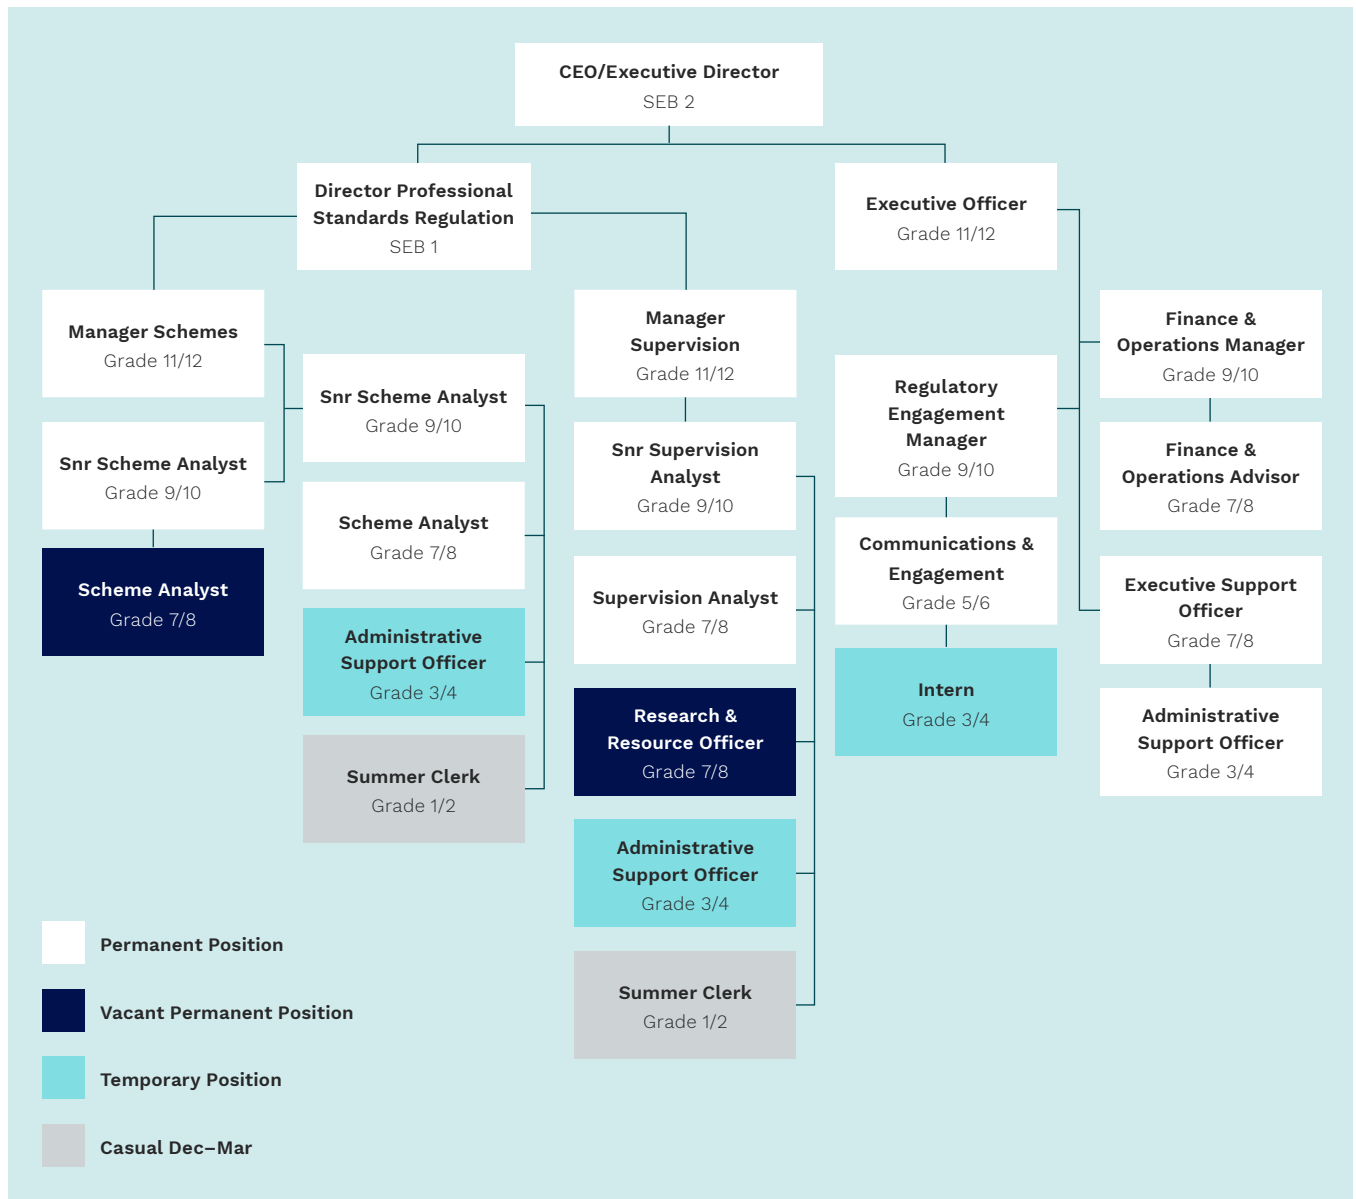 CEO/Executive Director
SEB 2
Director Professional
Standards Regulation
SEB 1
Executive Officer
Grade 11/12
Manager Schemes
Grade 11/12
Snr Scheme Analyst
Grade 9/10
Scheme Analyst
Grade 7/8
Snr Scheme Analyst
Grade 9/10
Scheme Analyst
Grade 7/8
Administrative
Support Officer
Grade 3/4
Summer Clerk
Grade 1/2
Manager
Supervision
Grade 11/12
Snr Supervision
Analyst
Grade 9/10
Supervision Analyst
Grade 7/8
Research &
Resource Officer
Grade 7/8
Administrative
Support Officer
Grade 3/4
Summer Clerk
Grade 1/2
Regulatory
Engagement
Manager
Grade 9/10
Communications &
Engagement
Grade 5/6
Intern
Grade 3/4
Finance &
Operations Manager
Grade 9/10
Finance &
Operations Advisor
Grade 7/8
Executive Support
Officer
Grade 7/8
Administrative
Support Officer
Grade 3/4
Permanent Position
Vacant Permanent Position
Temporary Position
Casual Dec–Mar